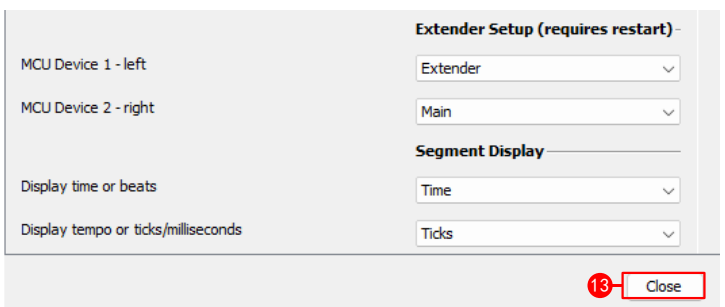 Extender Setup (requires restart)
MCU Device 1 - left Extender
MCU Device 2 - right Main
Segment Display
Display time or beats Time
Display tempo or ticks/milliseconds Ticks
13 Close